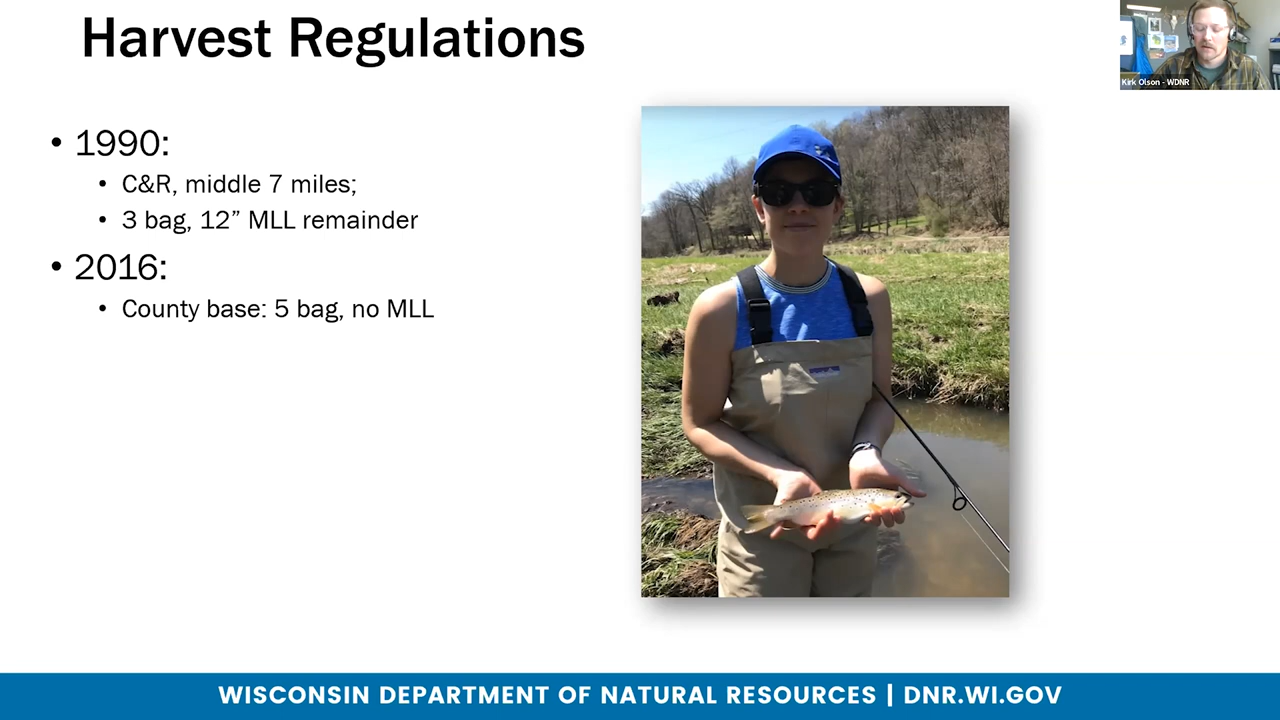 Harvest Regulations
Kirk Olson - WDNR
• 1990:
• C&R, middle 7 miles;
• 3 bag, 12” MLL remainder
• 2016:
• County base: 5 bag, no MLL
WISCONSIN DEPARTMENT OF NATURAL RESOURCES | DNR.WI.GOV